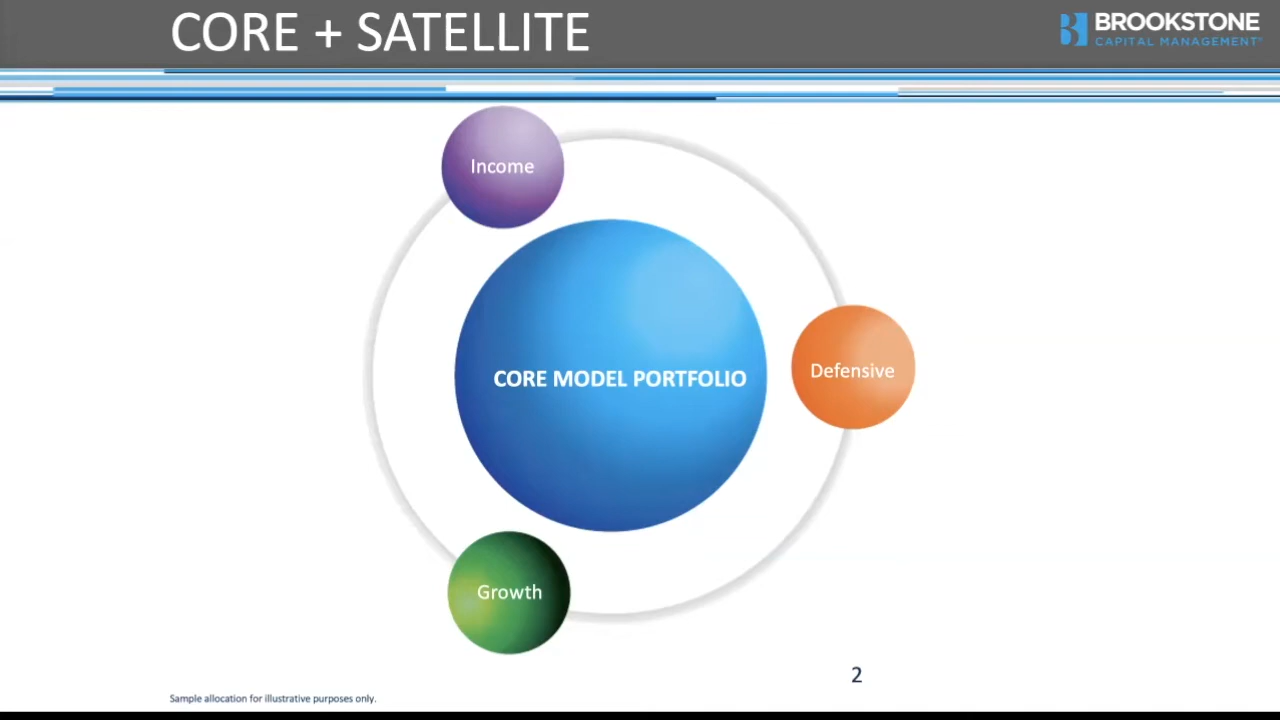 CORE + SATELLITE
BROOKSTONE
CAPITAL MANAGEMENT
Income
CORE MODEL PORTFOLIO
Defensive
Growth
2
Sample allocation for illustrative purposes only.